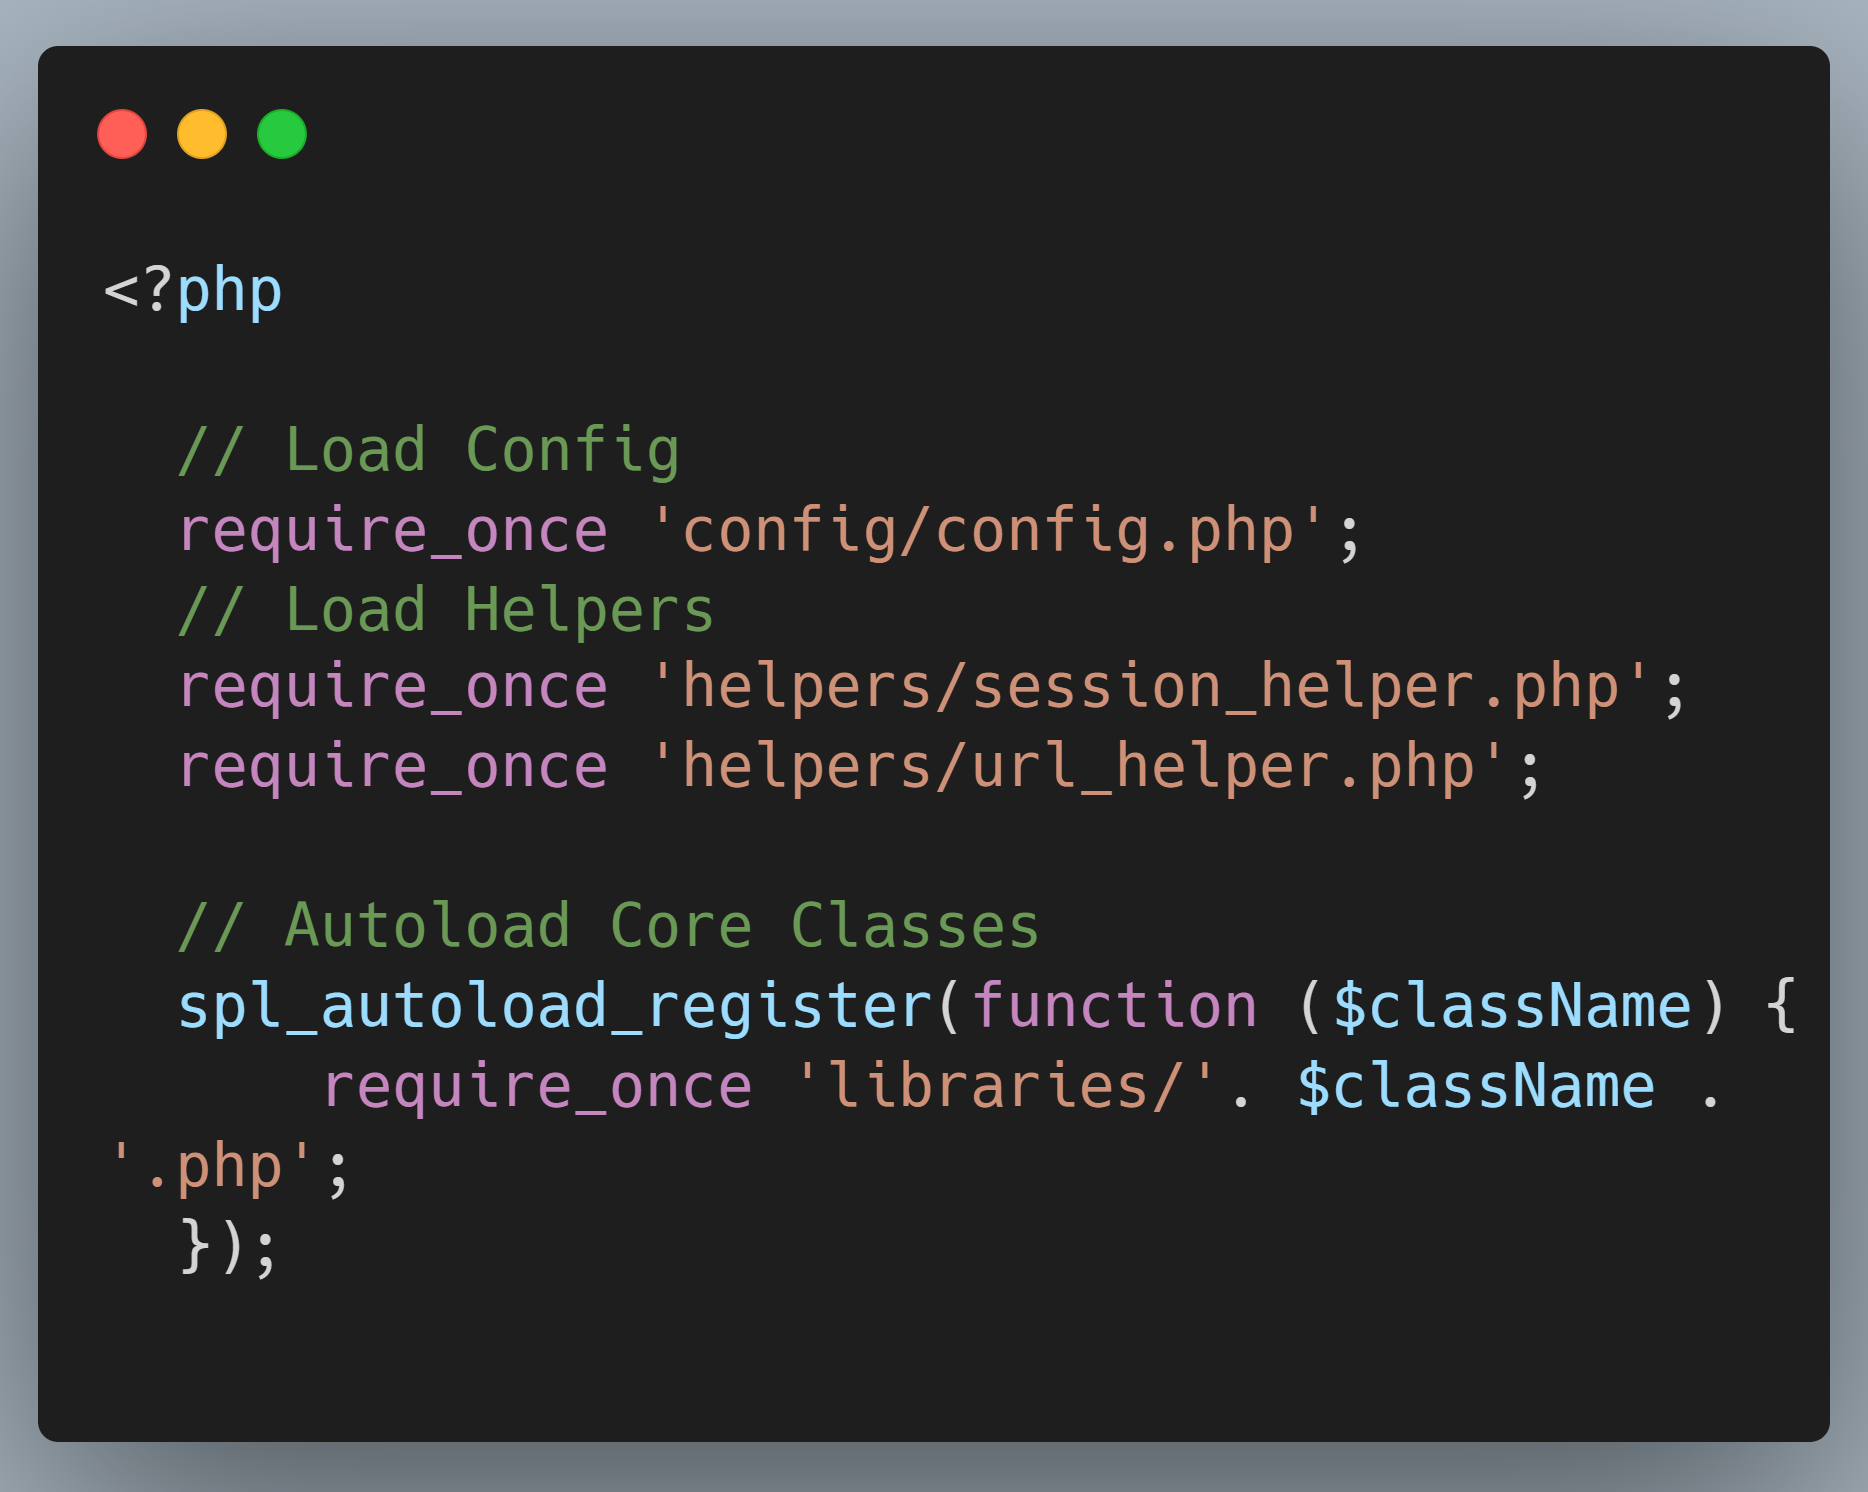 <?php

  // Load Config
  require_once 'config/config.php';
  // Load Helpers
  require_once 'helpers/session_helper.php';
  require_once 'helpers/url_helper.php';

  // Autoload Core Classes
  spl_autoload_register(function ($className) {
      require_once 'libraries/'. $className .
'.php';
  });